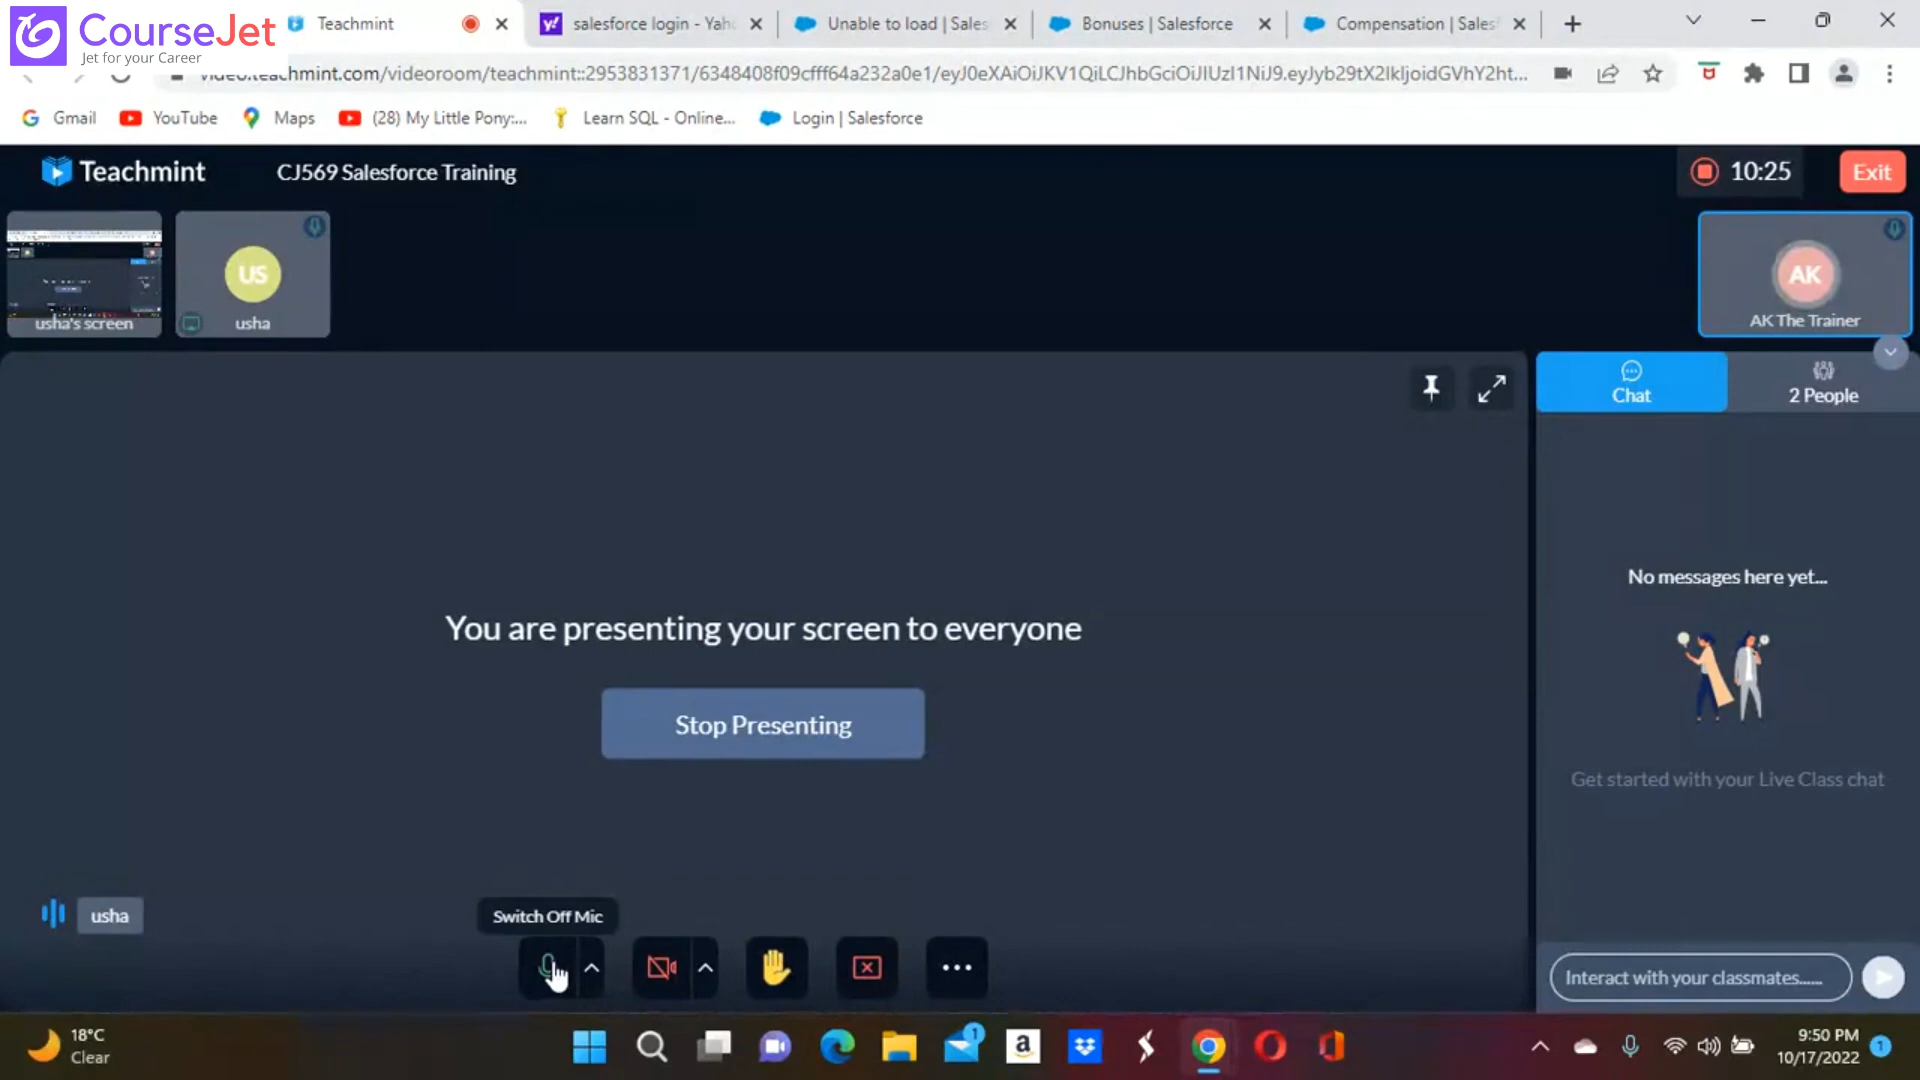 CourseJet
Jet for your Career
Teachmint
salesforce login - Yah
Unable to load | Sales
Bonuses | Salesforce
Compensation | Sales
video.teachmint.com/videoroom/teachmint::2953831371/6348408f09cfff64a232a0e1/eyJ0eXAiOiJKV1QiLCJhbGciOiJIUzI1NiJ9.eyJyb29tX2lkIjoidGVhY2ht...
Gmail
YouTube
Maps
(28) My Little Pony:...
Learn SQL - Online...
Login | Salesforce
Teachmint
CJ569 Salesforce Training
10:25
Exit
usha's screen
US
usha
AK
AK The Trainer
Chat
2 People
No messages here yet...
You are presenting your screen to everyone
Stop Presenting
Get started with your Live Class chat
usha
Switch Off Mic
Interact with your classmates......
18°C
Clear
1
a
9:50 PM
10/17/2022
1